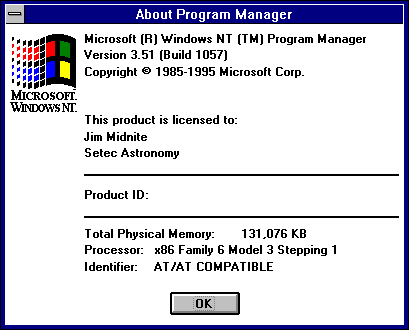 About Program Manager
Microsoft (R) Windows NT (TM) Program Manager
Version 3.51 (Build 1057)
Copyright © 1985-1995 Microsoft Corp.
MICROSOFT.
WINDOWS NT.
This product is licensed to:
Jim Midnite
Setec Astronomy
Product ID:
Total Physical Memory: 131,076 KB
Processor: x86 Family 6 Model 3 Stepping 1
Identifier: AT/AT COMPATIBLE
OK